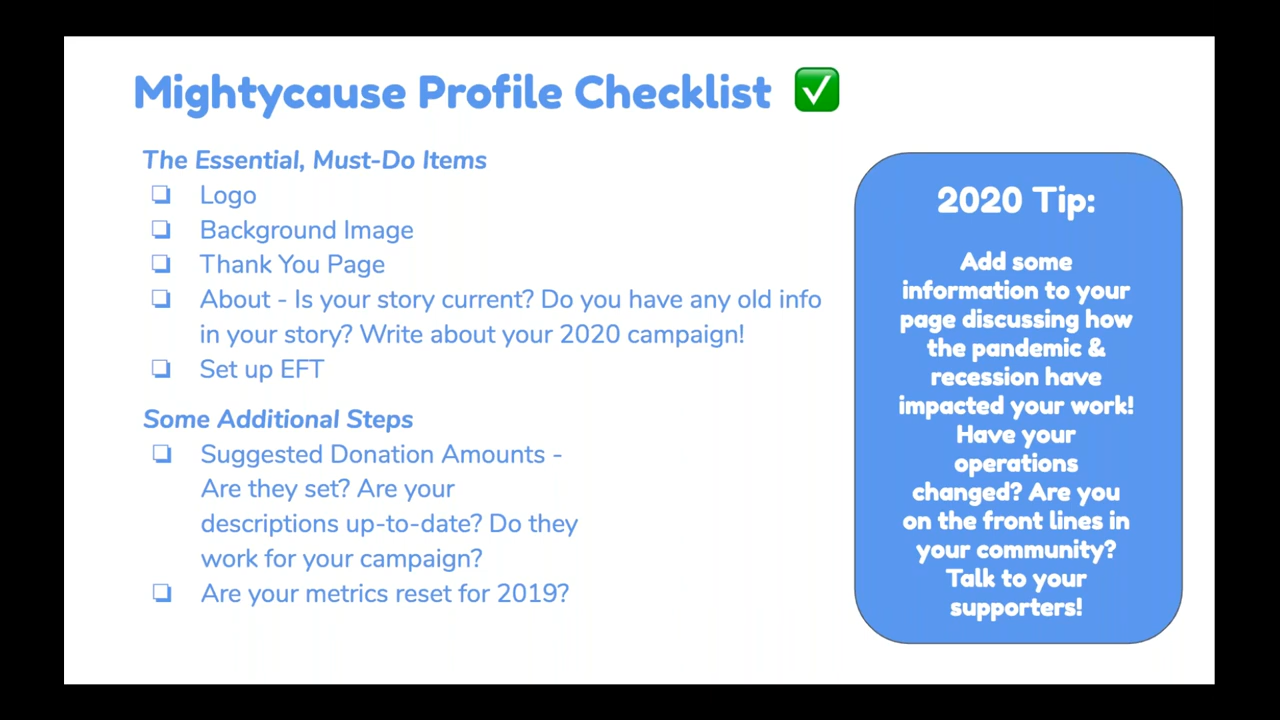 Mightycause Profile Checklist ✅
The Essential, Must-Do Items
❏ Logo
❏ Background Image
❏ Thank You Page
❏ About - Is your story current? Do you have any old info
in your story? Write about your 2020 campaign!
❏ Set up EFT
Some Additional Steps
❏ Suggested Donation Amounts -
Are they set? Are your
descriptions up-to-date? Do they
work for your campaign?
❏ Are your metrics reset for 2019?
2020 Tip:
Add some
information to your
page discussing how
the pandemic &
recession have
impacted your work!
Have your
operations
changed? Are you
on the front lines in
your community?
Talk to your
supporters!